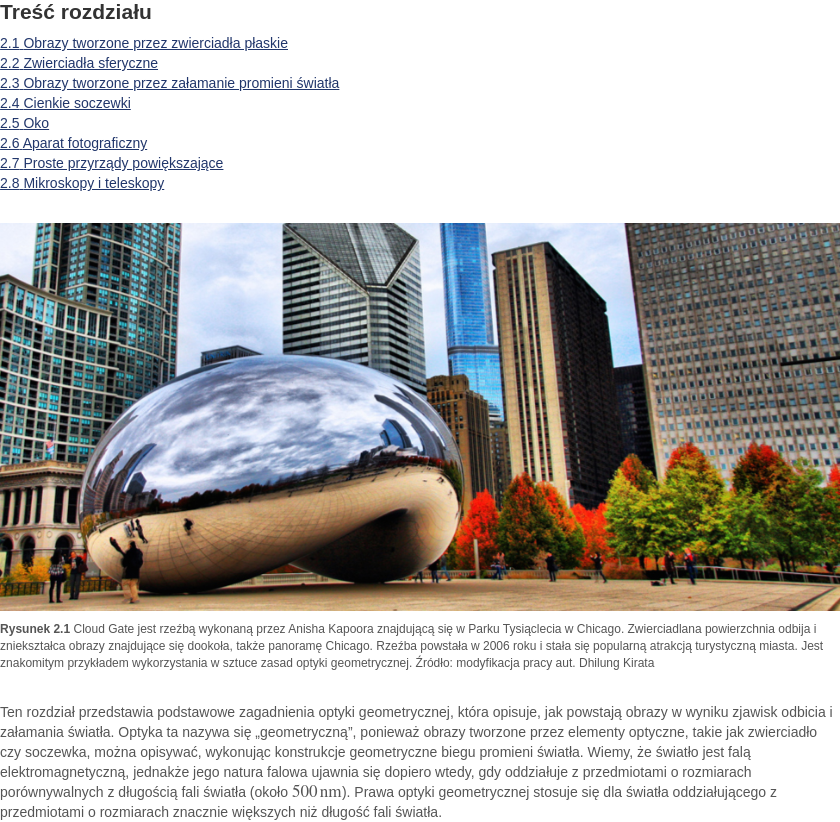 Treść rozdziału
2.1 Obrazy tworzone przez zwierciadła płaskie
2.2 Zwierciadła sferyczne
2.3 Obrazy tworzone przez załamanie promieni światła
2.4 Cienkie soczewki
2.5 Oko
2.6 Aparat fotograficzny
2.7 Proste przyrządy powiększające
2.8 Mikroskopy i teleskopy
Rysunek 2.1 Cloud Gate jest rzeźbą wykonaną przez Anisha Kapoora znajdującą się w Parku Tysiąclecia w Chicago. Zwierciadlana powierzchnia odbija i
zniekształca obrazy znajdujące się dookoła, także panoramę Chicago. Rzeźba powstała w 2006 roku i stała się popularną atrakcją turystyczną miasta. Jest
znakomitym przykładem wykorzystania w sztuce zasad optyki geometrycznej. Źródło: modyfikacja pracy aut. Dhilung Kirata
Ten rozdział przedstawia podstawowe zagadnienia optyki geometrycznej, która opisuje, jak powstają obrazy w wyniku zjawisk odbicia i
załamania światła. Optyka ta nazywa się „geometryczną”, ponieważ obrazy tworzone przez elementy optyczne, takie jak zwierciadło
czy soczewka, można opisywać, wykonując konstrukcje geometryczne biegu promieni światła. Wiemy, że światło jest falą
elektromagnetyczną, jednakże jego natura falowa ujawnia się dopiero wtedy, gdy oddziałuje z przedmiotami o rozmiarach
porównywalnych z długością fali światła (około 500 nm). Prawa optyki geometrycznej stosuje się dla światła oddziałującego z
przedmiotami o rozmiarach znacznie większych niż długość fali światła.